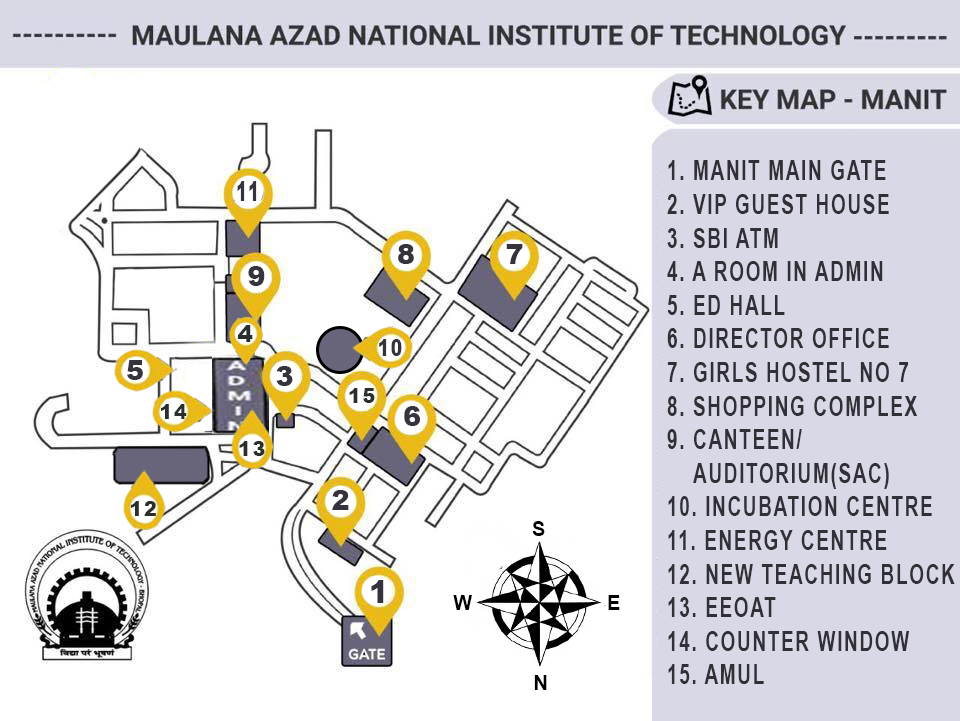 ---------- MAULANA AZAD NATIONAL INSTITUTE OF TECHNOLOGY ---------
KEY MAP - MANIT
1. MANIT MAIN GATE
2. VIP GUEST HOUSE
3. SBI ATM
4. A ROOM IN ADMIN
5. ED HALL
6. DIRECTOR OFFICE
7. GIRLS HOSTEL NO 7
8. SHOPPING COMPLEX
9. CANTEEN/
AUDITORIUM(SAC)
10. INCUBATION CENTRE
11. ENERGY CENTRE
12. NEW TEACHING BLOCK
13. EEOAT
14. COUNTER WINDOW
15. AMUL
11
8
7
9
4
10
5
3
ADMIN
15
14
6
13
12
2
1
GATE
S
W
E
N
MAULANA AZAD NATIONAL INSTITUTE OF TECHNOLOGY - BHOPAL
विद्या परं भूषणं